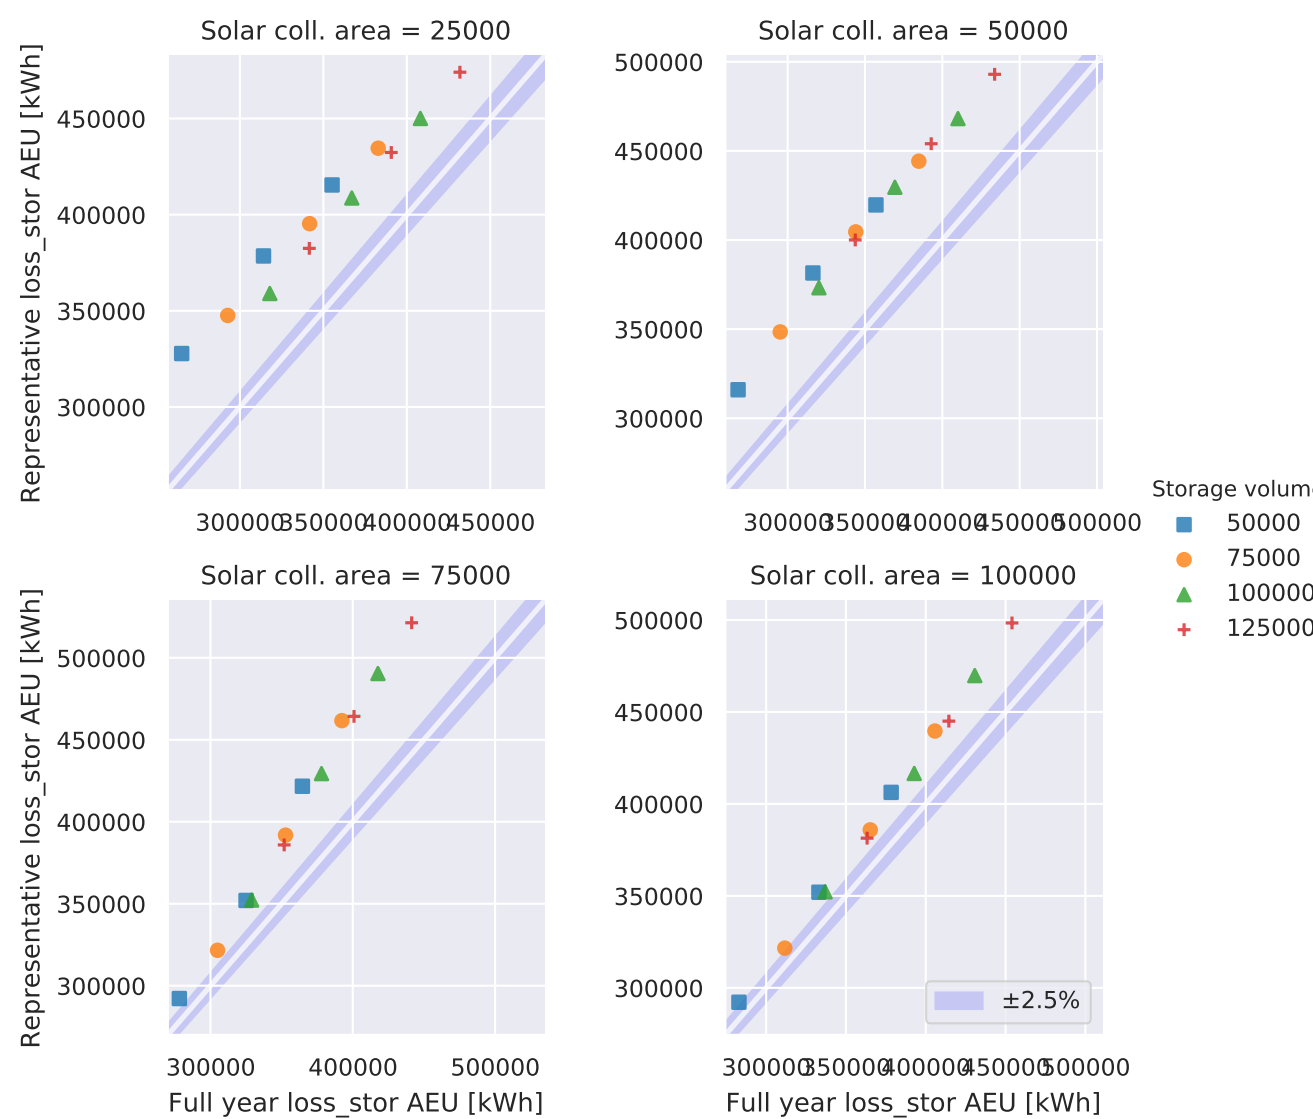 Solar coll. area = 25000
Representative loss_stor AEU [kWh]
450000
400000
350000
300000
300000 350000 400000 450000
Solar coll. area = 50000
500000
450000
400000
350000
300000
300000 350000 400000 450000 500000
Storage volum
50000
75000
100000
125000
Solar coll. area = 75000
Representative loss_stor AEU [kWh]
500000
450000
400000
350000
300000
300000 400000 500000
Full year loss_stor AEU [kWh]
Solar coll. area = 100000
500000
450000
400000
350000
300000
±2.5%
300000 350000 400000 450000 500000
Full year loss_stor AEU [kWh]